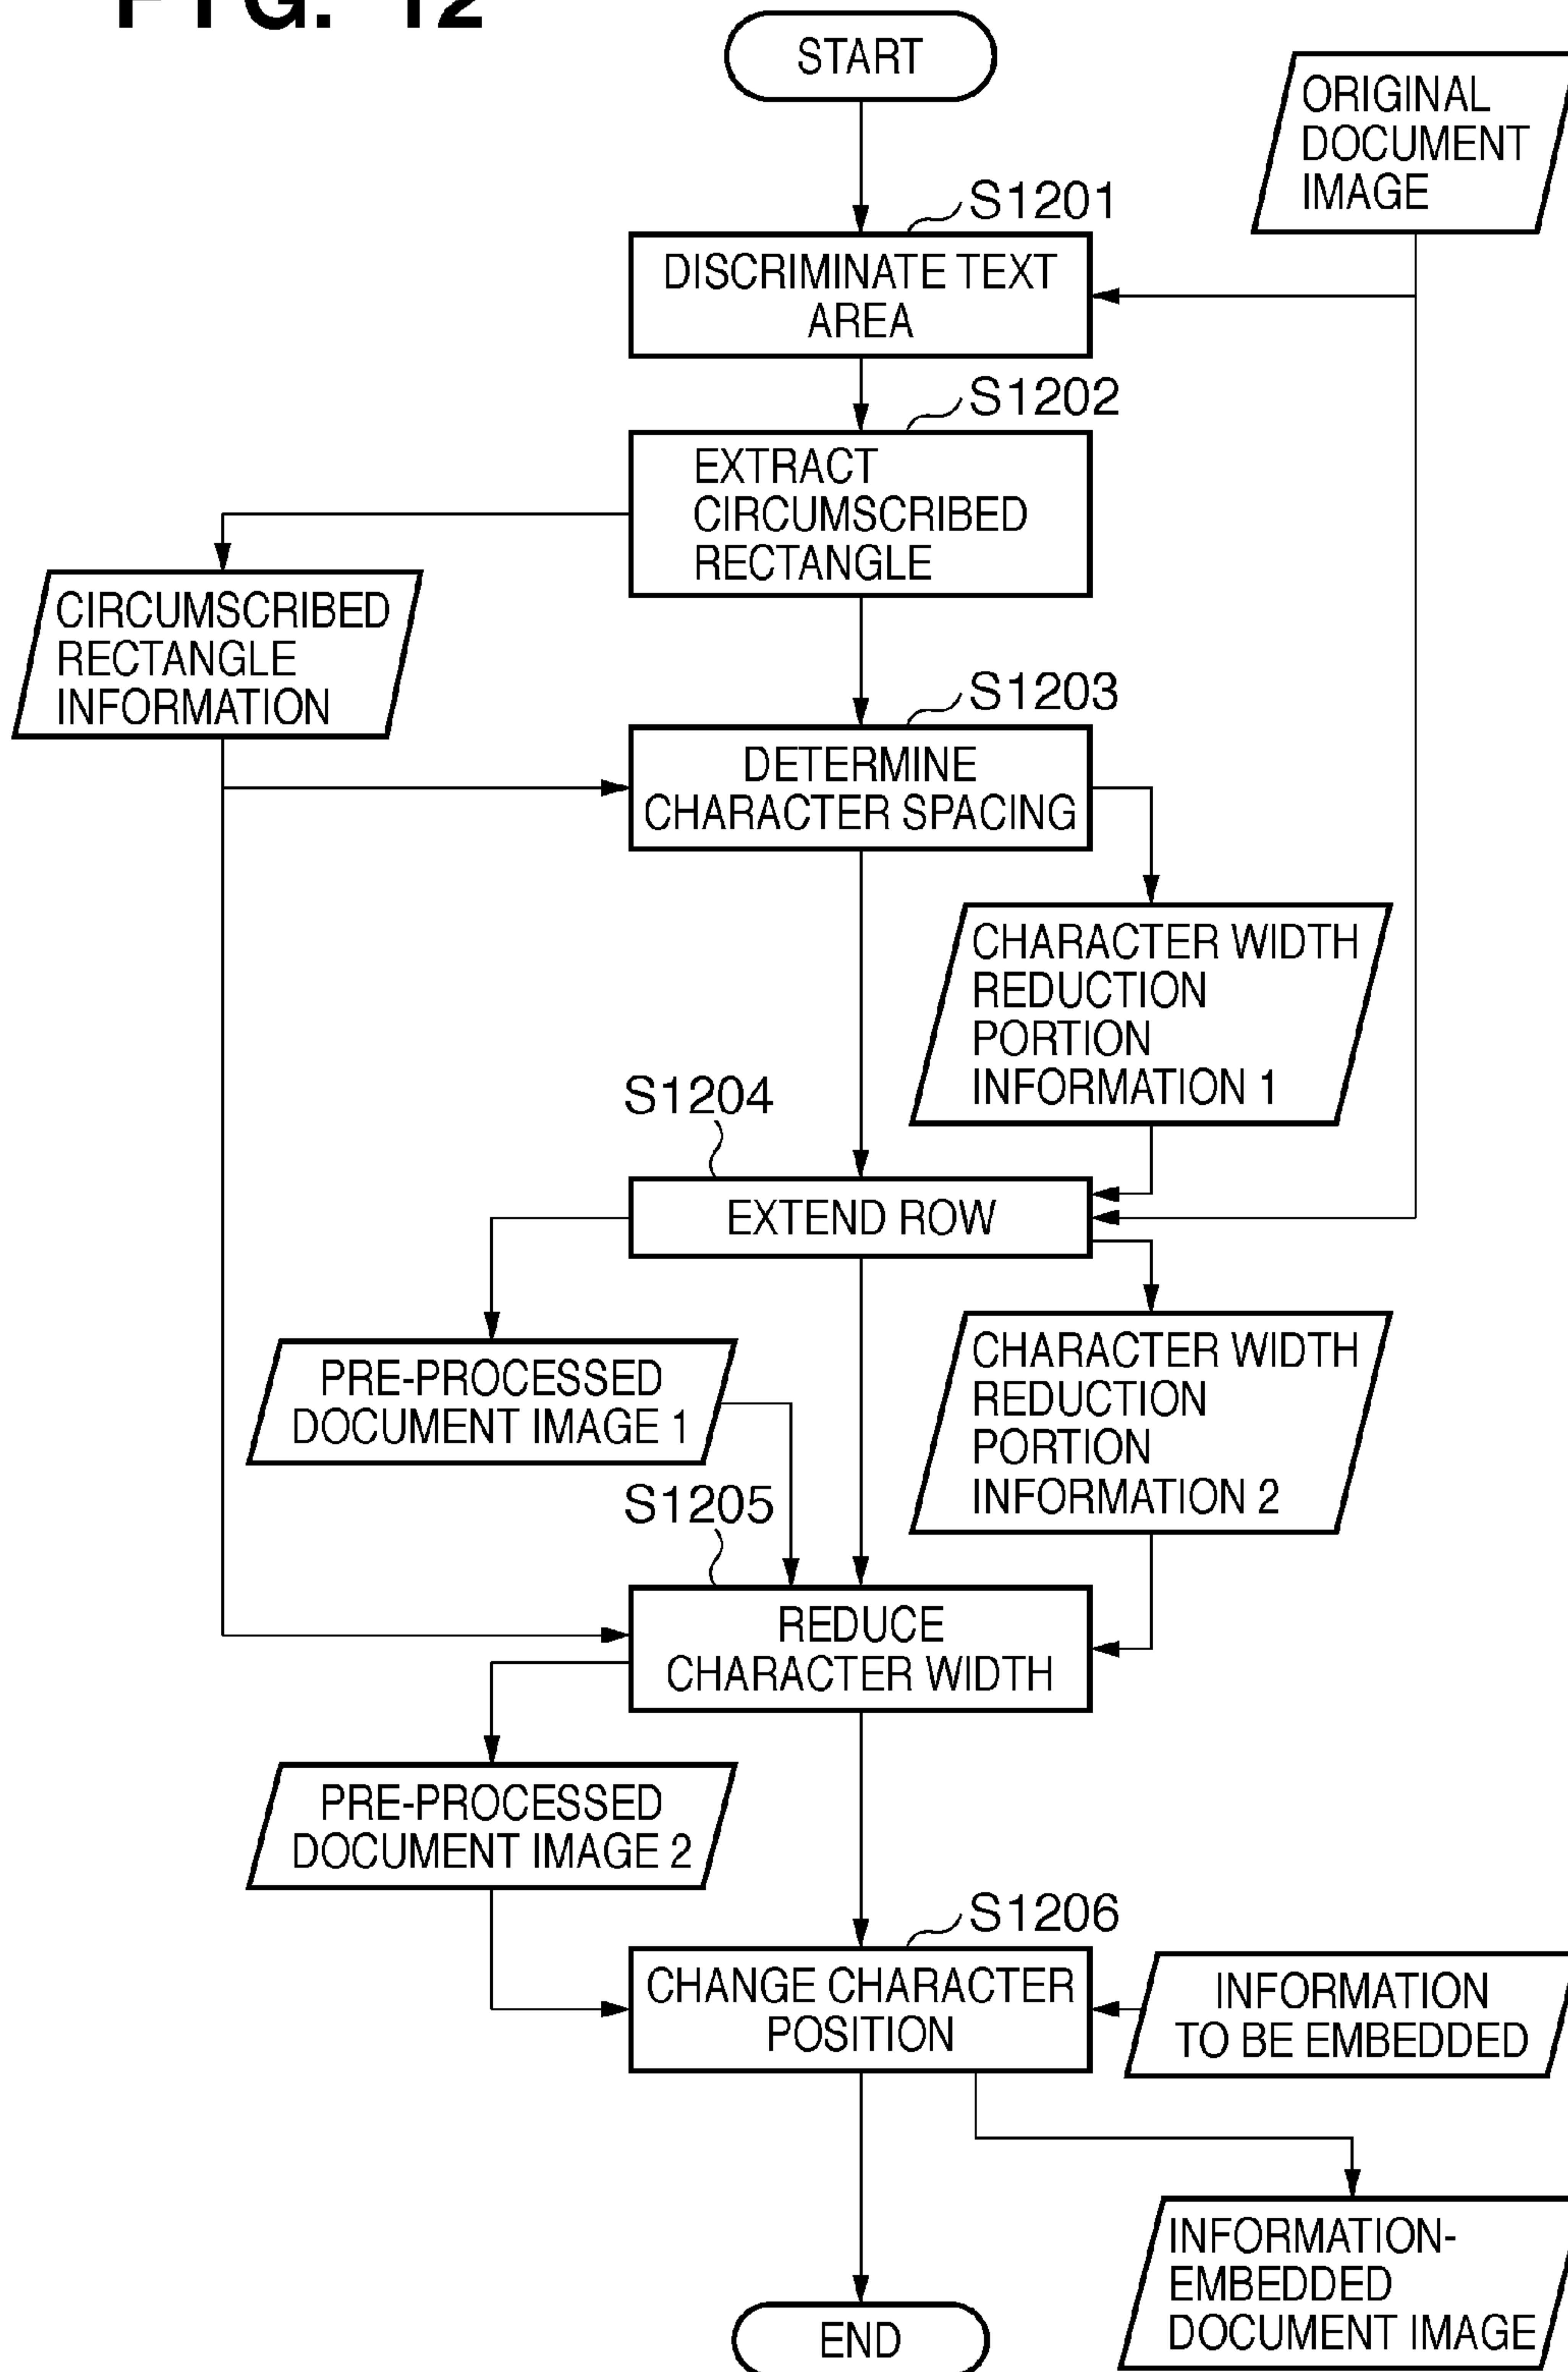 FIG. 12
START
ORIGINAL
DOCUMENT
IMAGE
S1201
DISCRIMINATE TEXT
AREA
S1202
EXTRACT
CIRCUMSCRIBED
RECTANGLE
CIRCUMSCRIBED
RECTANGLE
INFORMATION
S1203
DETERMINE
CHARACTER SPACING
CHARACTER WIDTH
REDUCTION
PORTION
INFORMATION 1
S1204
EXTEND ROW
PRE-PROCESSED
DOCUMENT IMAGE 1
CHARACTER WIDTH
REDUCTION
PORTION
INFORMATION 2
S1205
REDUCE
CHARACTER WIDTH
PRE-PROCESSED
DOCUMENT IMAGE 2
S1206
CHANGE CHARACTER
POSITION
INFORMATION
TO BE EMBEDDED
INFORMATION-
EMBEDDED
DOCUMENT IMAGE
END